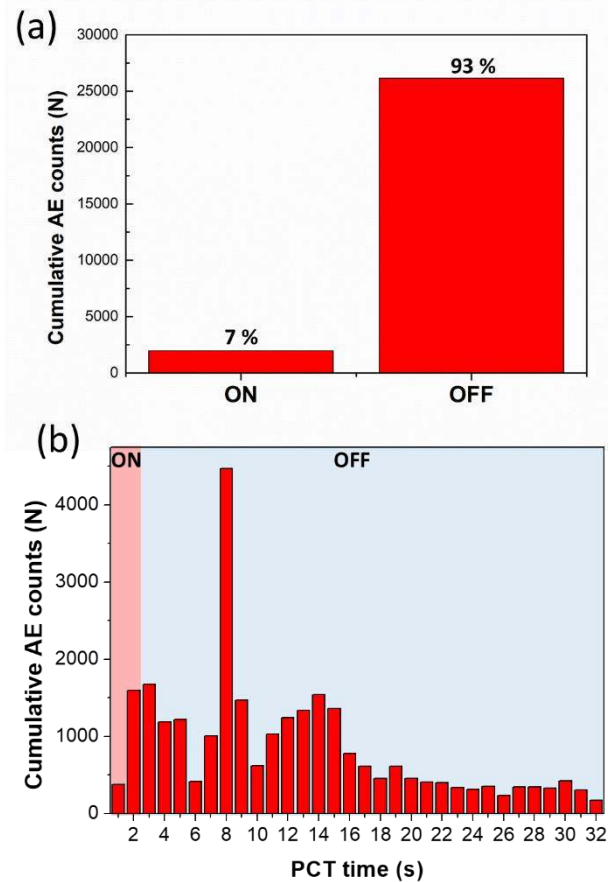 (a)
Cumulative AE counts (N)
30000
25000
20000
15000
10000
5000
0
7 %
93 %
ON
OFF
(b)
Cumulative AE counts (N)
4000
3000
2000
1000
0
ON
OFF
2 4 6 8 10 12 14 16 18 20 22 24 26 28 30 32
PCT time (s)